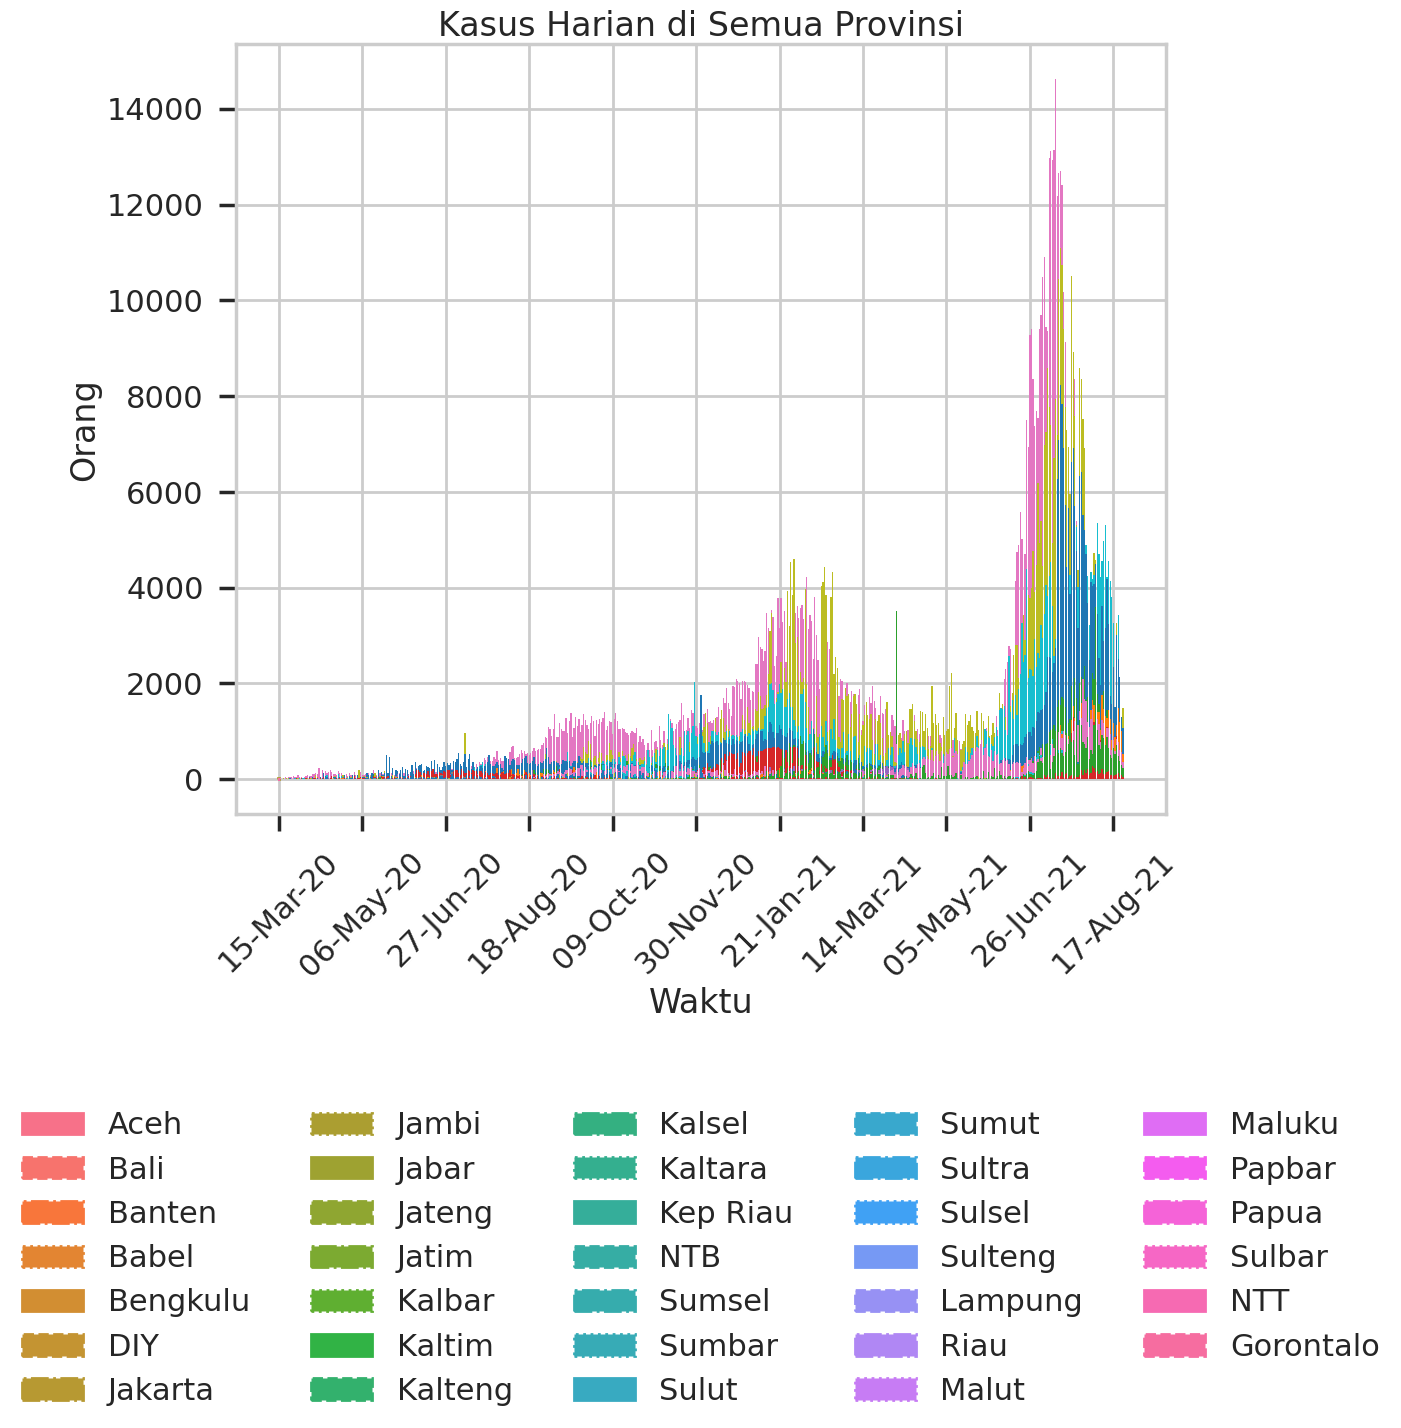 Kasus Harian di Semua Provinsi
14000
12000
10000
8000
6000
4000
2000
0
Orang
15-Mar-20
06-May-20
27-Jun-20
18-Aug-20
09-Oct-20
30-Nov-20
21-Jan-21
14-Mar-21
05-May-21
26-Jun-21
17-Aug-21
Waktu
Aceh
Bali
Banten
Babel
Bengkulu
DIY
Jakarta
Jambi
Jabar
Jateng
Jatim
Kalbar
Kaltim
Kalteng
Kalsel
Kaltara
Kep Riau
NTB
Sumsel
Sumbar
Sulut
Sumut
Sultra
Sulsel
Sulteng
Lampung
Riau
Malut
Maluku
Papbar
Papua
Sulbar
NTT
Gorontalo